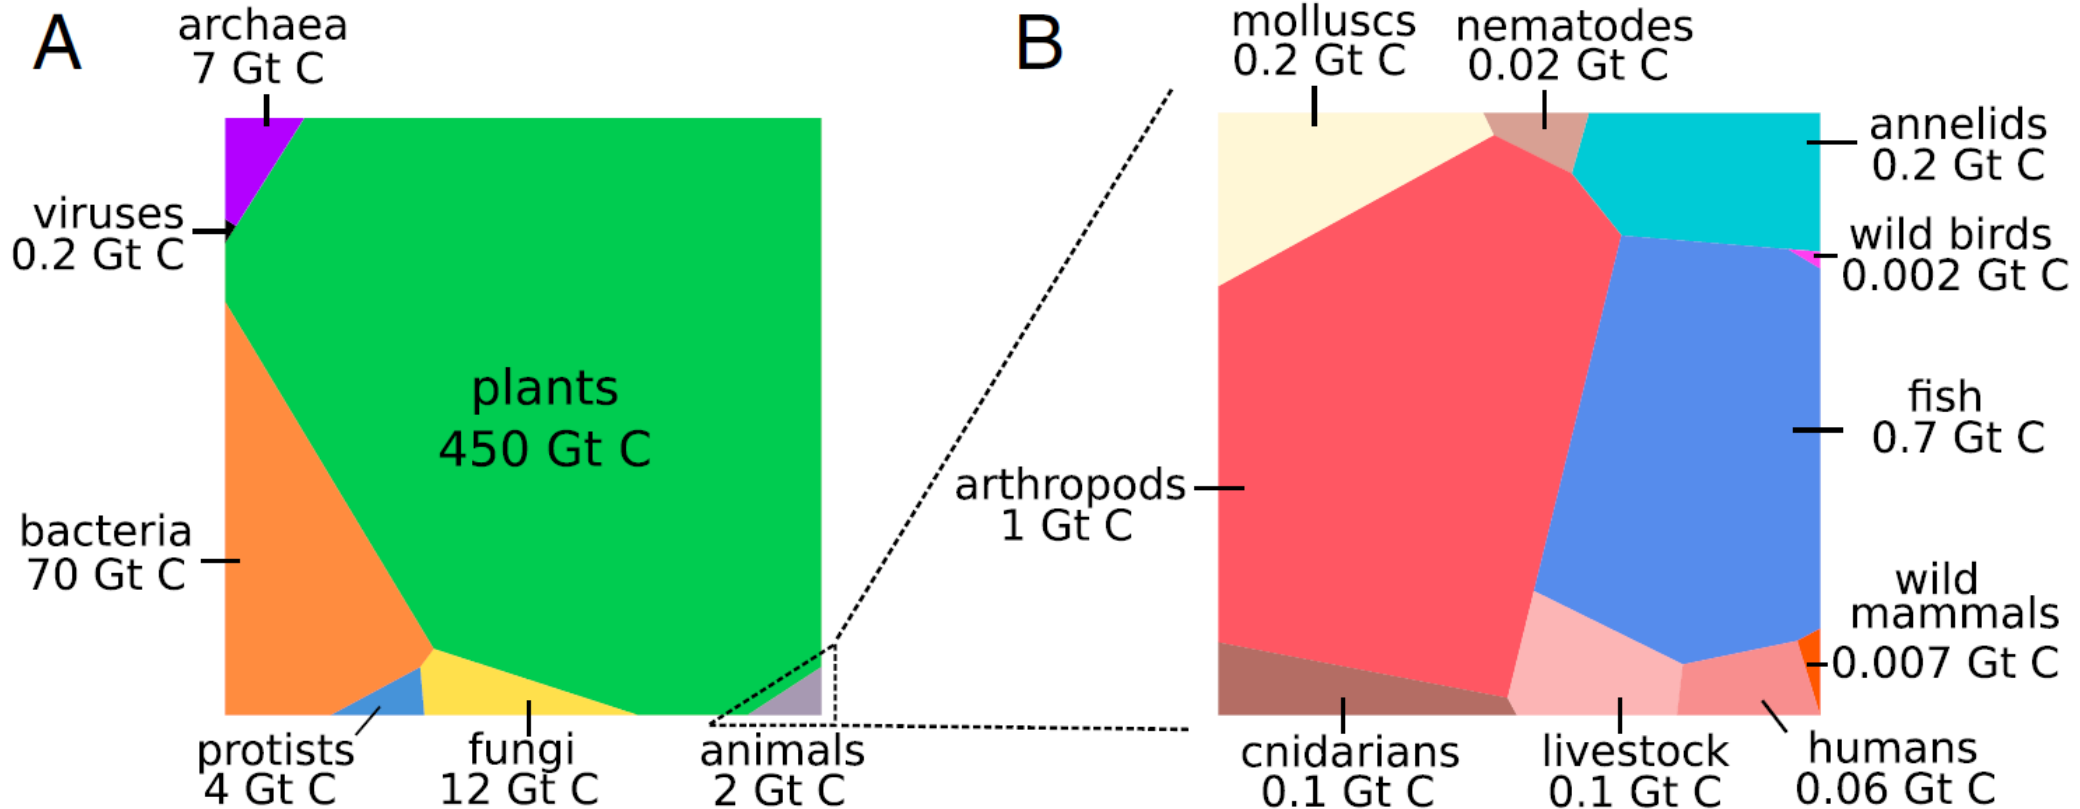 A
archaea
7 Gt C
viruses
0.2 Gt C
plants
450 Gt C
bacteria
70 Gt C
protists
4 Gt C
fungi
12 Gt C
animals
2 Gt C
B
molluscs
0.2 Gt C
nematodes
0.02 Gt C
annelids
0.2 Gt C
wild birds
0.002 Gt C
fish
0.7 Gt C
arthropods
1 Gt C
wild
mammals
0.007 Gt C
cnidarians
0.1 Gt C
livestock
0.1 Gt C
humans
0.06 Gt C